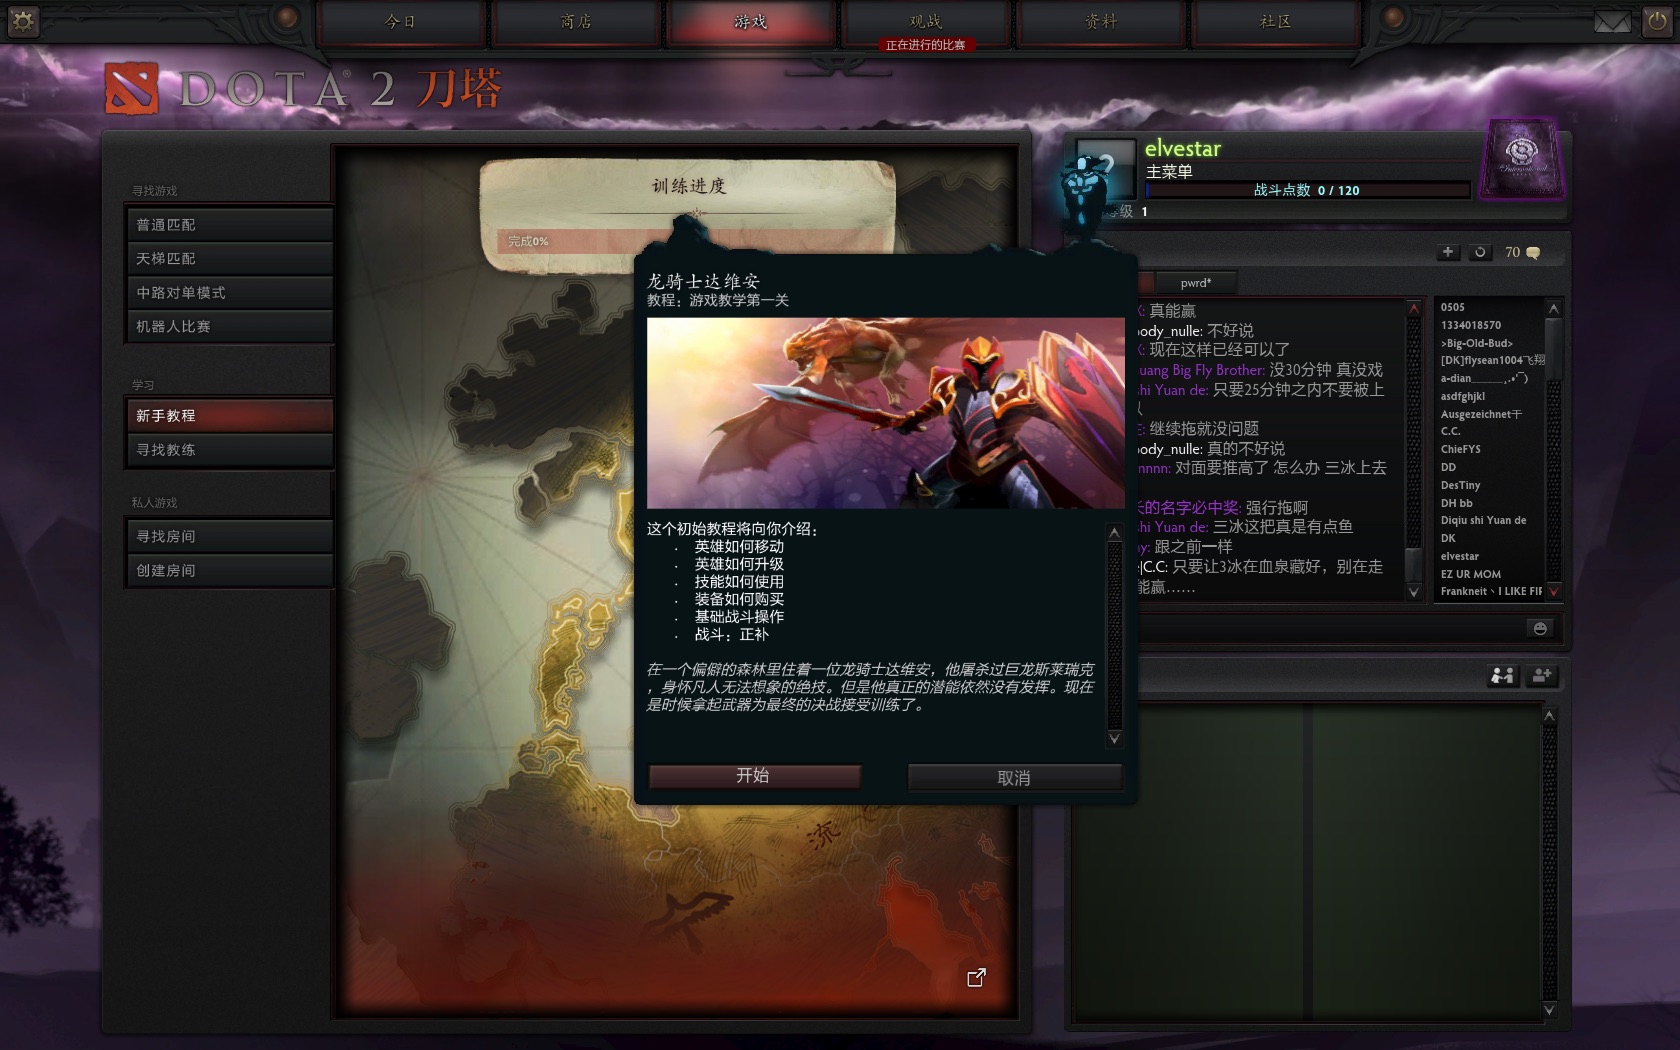 今日
商店
游戏
观战
资料
社区
正在进行的比赛
DOTA® 2 刀塔
寻找游戏
普通匹配
天梯匹配
中路对单模式
机器人比赛
学习
新手教程
寻找教练
私人游戏
寻找房间
创建房间
训练进度
完成0%
流
龙骑士达维安
教程：游戏教学第一关
这个初始教程将向你介绍：
· 英雄如何移动
· 英雄如何升级
· 技能如何使用
· 装备如何购买
· 基础战斗操作
· 战斗：正补
在一个偏僻的森林里住着一位龙骑士达维安，他屠杀过巨龙斯莱瑞克
，身怀凡人无法想象的绝技。但是他真正的潜能依然没有发挥。现在
是时候拿起武器为最终的决战接受训练了。
开始
取消
?
elvestar
主菜单
战斗点数 0 / 120
等级 1
70
pwrd*
: 真能赢
ody_nulle: 不好说
: 现在这样已经可以了
uang Big Fly Brother: 没30分钟 真没戏
hi Yuan de: 只要25分钟之内不要被上
: 继续拖就没问题
ody_nulle: 真的不好说
mnnn: 对面要推高了 怎么办 三冰上去
的名字必中奖: 强行拖啊
hi Yuan de: 三冰这把真是有点鱼
y: 跟之前一样
|C.C: 只要让3冰在血泉藏好，别在走
能赢……
0505
1334018570
>Big-Old-Bud>
[DK]flysean1004飞翔
a-dian_____,.•'¯)
asdfghjkl
Ausgezeichnet干
C.C.
ChieFYS
DD
DesTiny
DH bb
Diqiu shi Yuan de
DK
elvestar
EZ UR MOM
Frankneit丶I LIKE FIF